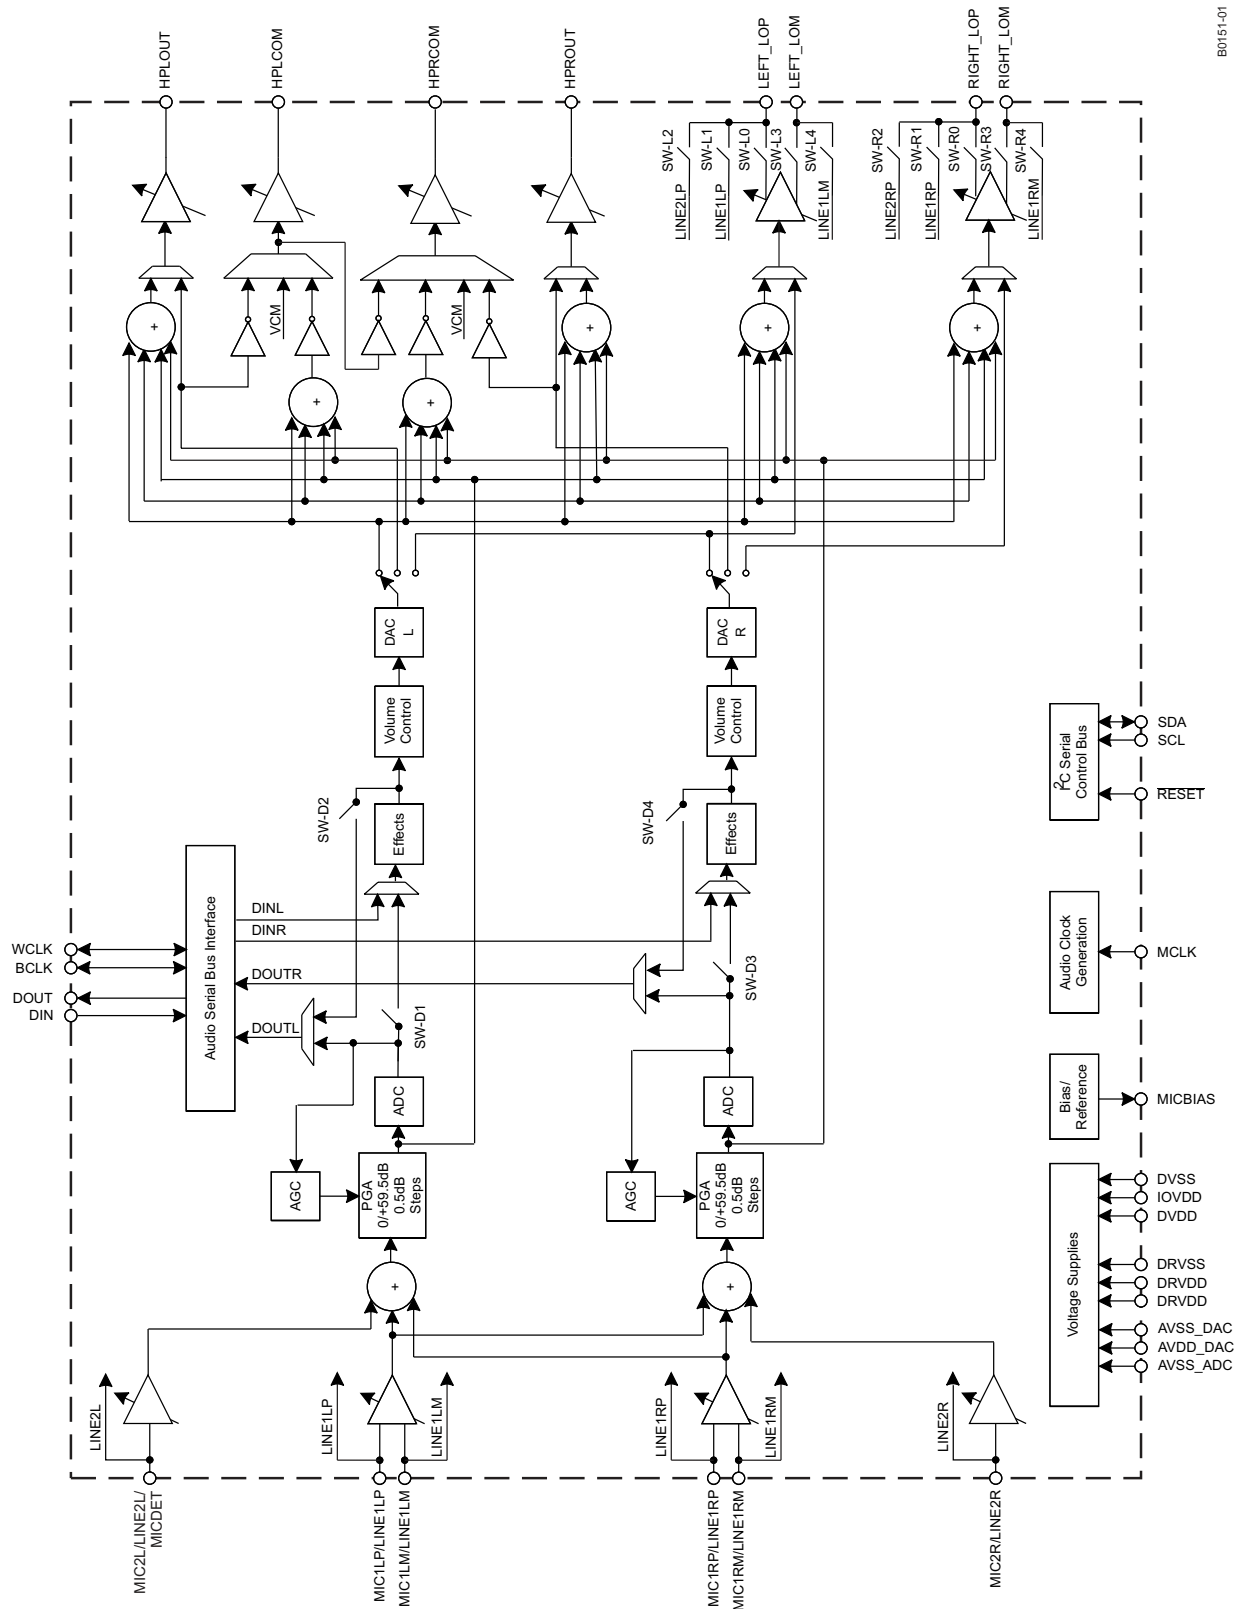 B0151-01
HPLOUT
HPLCOM
HPRCOM
HPROUT
LEFT_LOP
LEFT_LOM
RIGHT_LOP
RIGHT_LOM
SW-L2
SW-L1
SW-L0
SW-L3
SW-L4
LINE2LP
LINE1LP
LINE1LM
SW-R2
SW-R1
SW-R0
SW-R3
SW-R4
LINE2RP
LINE1RP
LINE1RM
VCM
VCM
+
+
+
+
+
+
DAC
L
DAC
R
Volume
Control
Volume
Control
SW-D2
SW-D4
Effects
Effects
I2C Serial
Control Bus
SDA
SCL
RESET
Audio Serial Bus Interface
DINL
DINR
DOUTR
DOUTL
WCLK
BCLK
DOUT
DIN
SW-D1
SW-D3
Audio Clock
Generation
MCLK
ADC
ADC
Bias/
Reference
MICBIAS
AGC
PGA
0/+59.5dB
0.5dB
Steps
AGC
PGA
0/+59.5dB
0.5dB
Steps
Voltage Supplies
DVSS
IOVDD
DVDD
DRVSS
DRVDD
DRVDD
AVSS_DAC
AVDD_DAC
AVSS_ADC
+
+
LINE2L
LINE1LP
LINE1LM
LINE1RP
LINE1RM
LINE2R
MIC2L/LINE2L/
MICDET
MIC1LP/LINE1LP
MIC1LM/LINE1LM
MIC1RP/LINE1RP
MIC1RM/LINE1RM
MIC2R/LINE2R